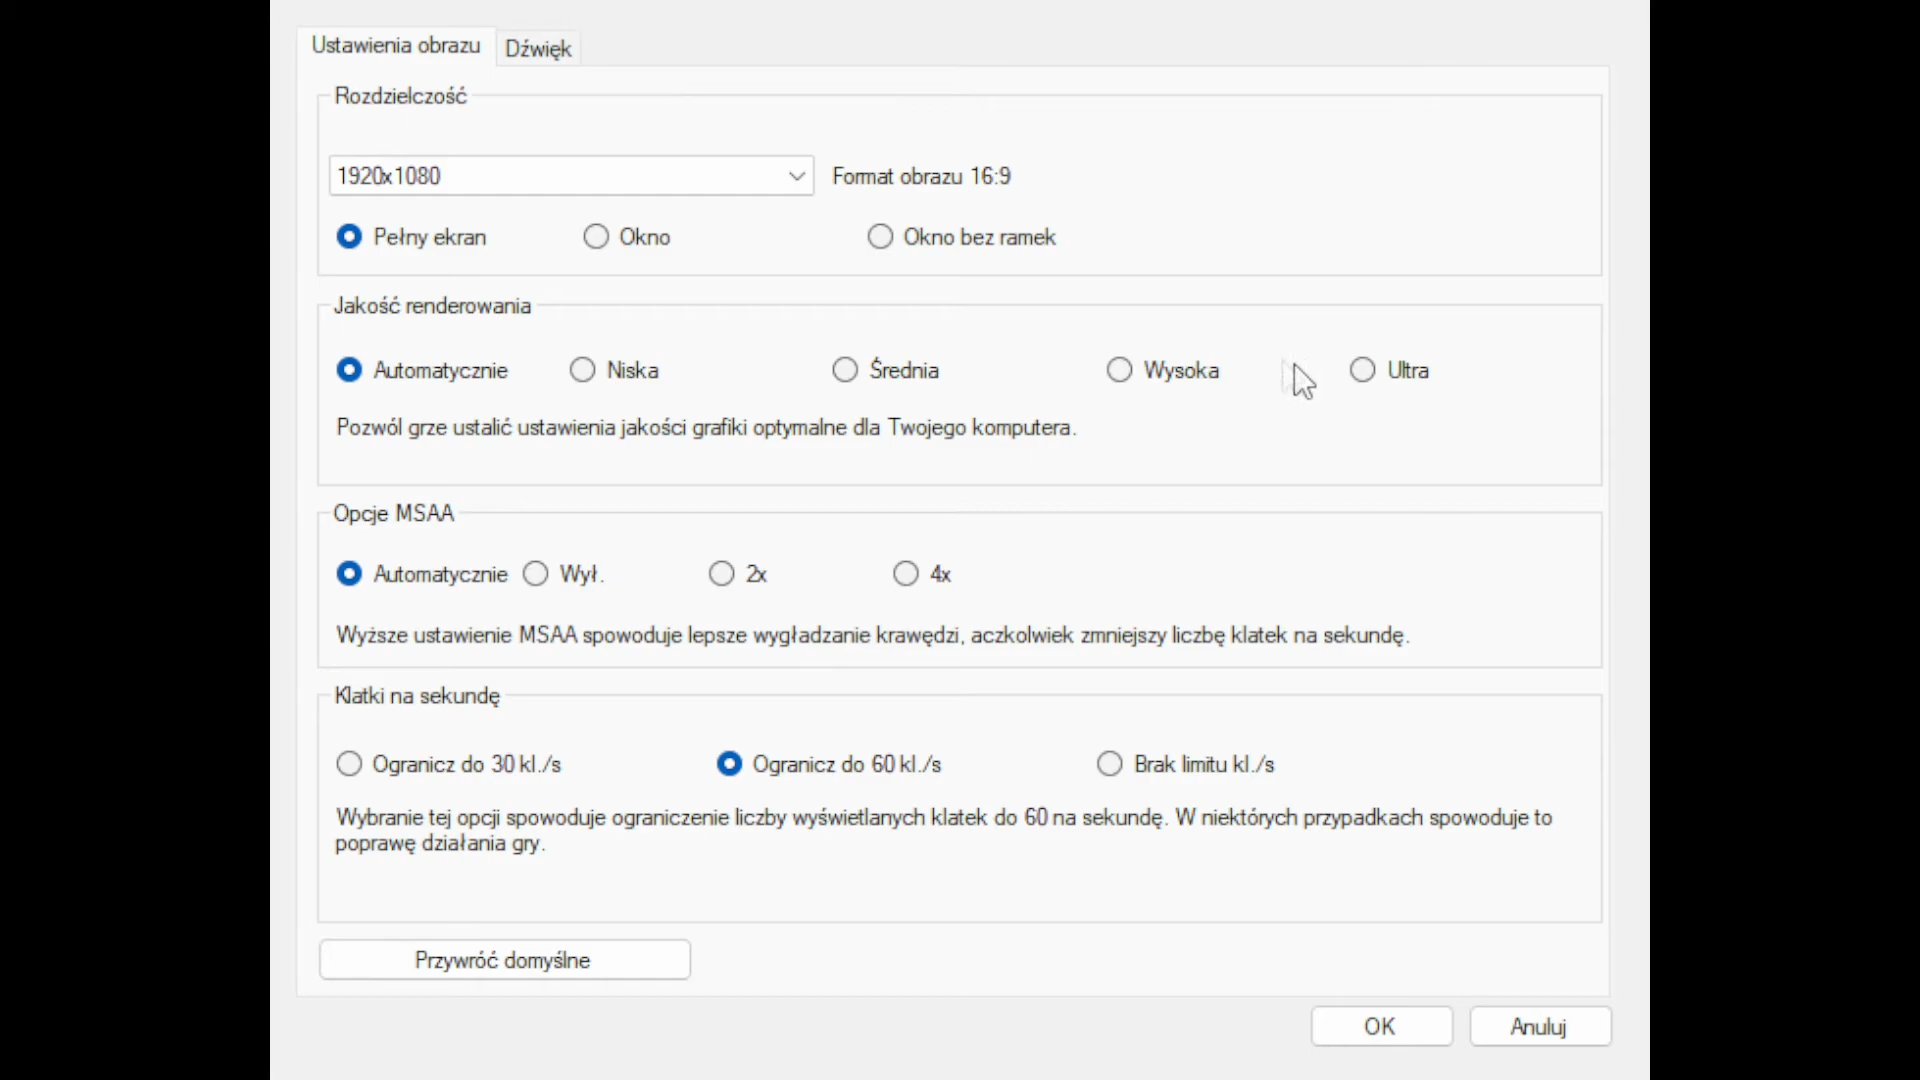 Ustawienia obrazu
Dźwięk
Rozdzielczość
1920x1080
Format obrazu 16:9
Pełny ekran
Okno
Okno bez ramek
Jakość renderowania
Automatycznie
Niska
Średnia
Wysoka
Ultra
Pozwól grze ustalić ustawienia jakości grafiki optymalne dla Twojego komputera.
Opcje MSAA
Automatycznie
Wył.
2x
4x
Wyższe ustawienie MSAA spowoduje lepsze wygładzanie krawędzi, aczkolwiek zmniejszy liczbę klatek na sekundę.
Klatki na sekundę
Ogranicz do 30 kl./s
Ogranicz do 60 kl./s
Brak limitu kl./s
Wybranie tej opcji spowoduje ograniczenie liczby wyświetlanych klatek do 60 na sekundę. W niektórych przypadkach spowoduje to
poprawę działania gry.
Przywróć domyślne
OK
Anuluj